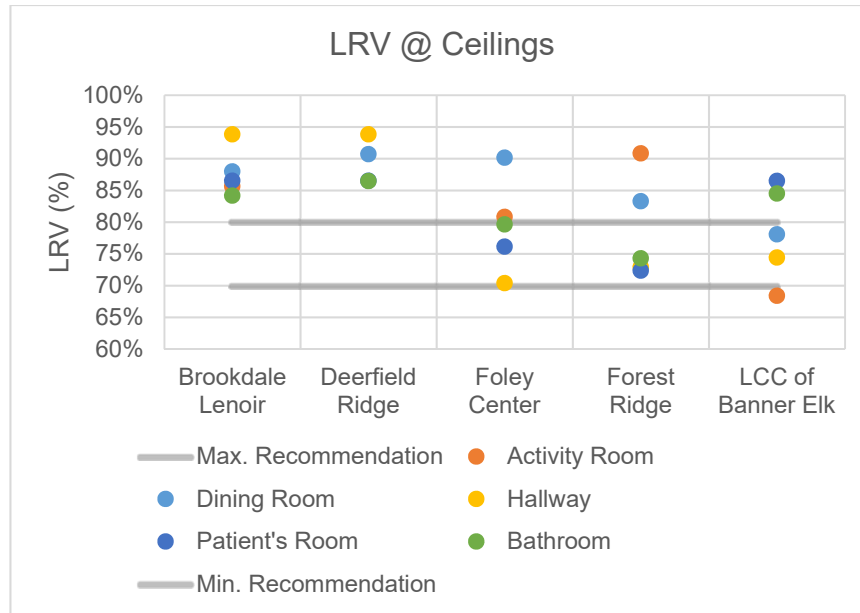 LRV @ Ceilings
100%
95%
90%
85%
80%
75%
70%
65%
60%
LRV (%)
Brookdale
Lenoir
Deerfield
Ridge
Foley
Center
Forest
Ridge
LCC of
Banner Elk
Max. Recommendation
Activity Room
Dining Room
Hallway
Patient's Room
Bathroom
Min. Recommendation